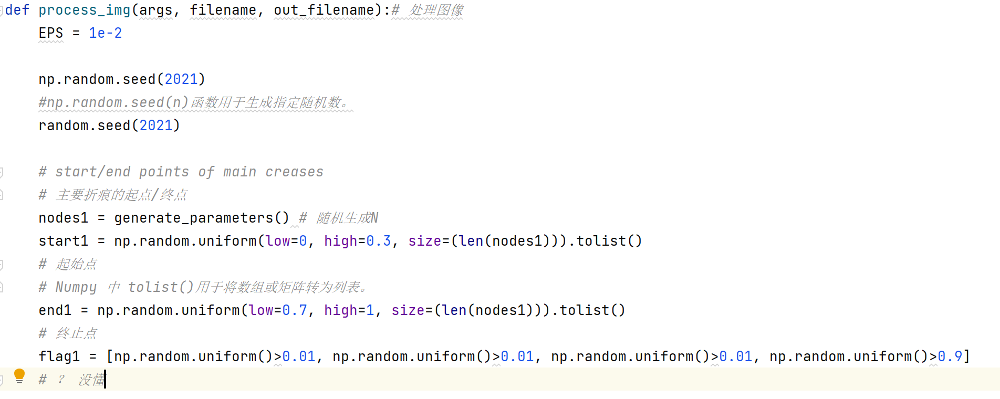 def process_img(args, filename, out_filename):# 处理图像
EPS = 1e-2
np.random.seed(2021)
#np.random.seed(n)函数用于生成指定随机数。
random.seed(2021)
# start/end points of main creases
# 主要折痕的起点/终点
nodes1 = generate_parameters() # 随机生成N
start1 = np.random.uniform(low=0, high=0.3, size=(len(nodes1))).tolist()
# 起始点
# Numpy 中 tolist()用于将数组或矩阵转为列表。
end1 = np.random.uniform(low=0.7, high=1, size=(len(nodes1))).tolist()
# 终止点
flag1 = [np.random.uniform()>0.01, np.random.uniform()>0.01, np.random.uniform()>0.01, np.random.uniform()>0.9]
# ? 没懂